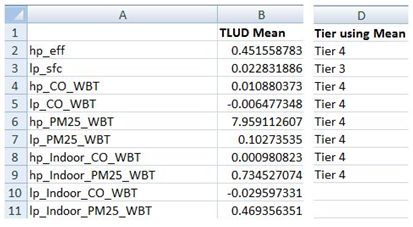 A B D
1 TLUD Mean Tier using Mean
2 hp_eff 0.451558783 Tier 4
3 lp_sfc 0.022831886 Tier 3
4 hp_CO_WBT 0.010880373 Tier 4
5 lp_CO_WBT -0.006477348 Tier 4
6 hp_PM25_WBT 7.959112607 Tier 4
7 lp_PM25_WBT 0.10273535 Tier 4
8 hp_Indoor_CO_WBT 0.000980823 Tier 4
9 hp_Indoor_PM25_WBT 0.734527074 Tier 4
10 lp_Indoor_CO_WBT -0.029597331
11 lp_Indoor_PM25_WBT 0.469356351